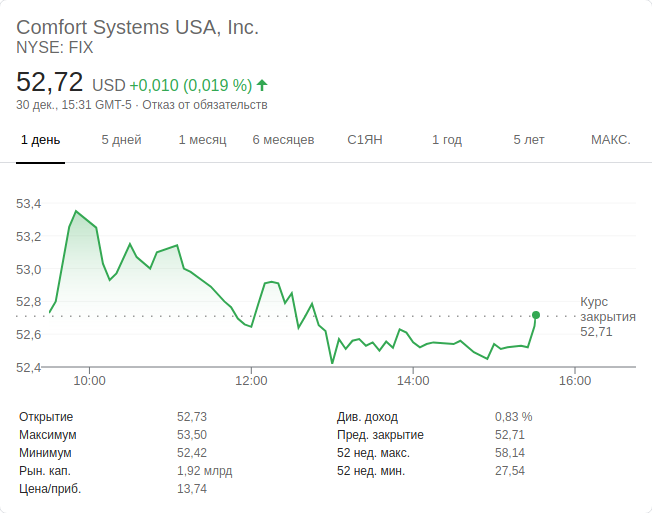 Comfort Systems USA, Inc.
NYSE: FIX
52,72 USD +0,010 (0,019 %)
30 дек., 15:31 GMT-5 · Отказ от обязательств
1 день 5 дней 1 месяц 6 месяцев С1ЯН 1 год 5 лет МАКС.
53,4
53,2
53,0
52,8
52,6
52,4
Курс
закрытия
52,71
10:00 12:00 14:00 16:00
Открытие 52,73 Див. доход 0,83 %
Максимум 53,50 Пред. закрытие 52,71
Минимум 52,42 52 нед. макс. 58,14
Рын. кап. 1,92 млрд 52 нед. мин. 27,54
Цена/приб. 13,74